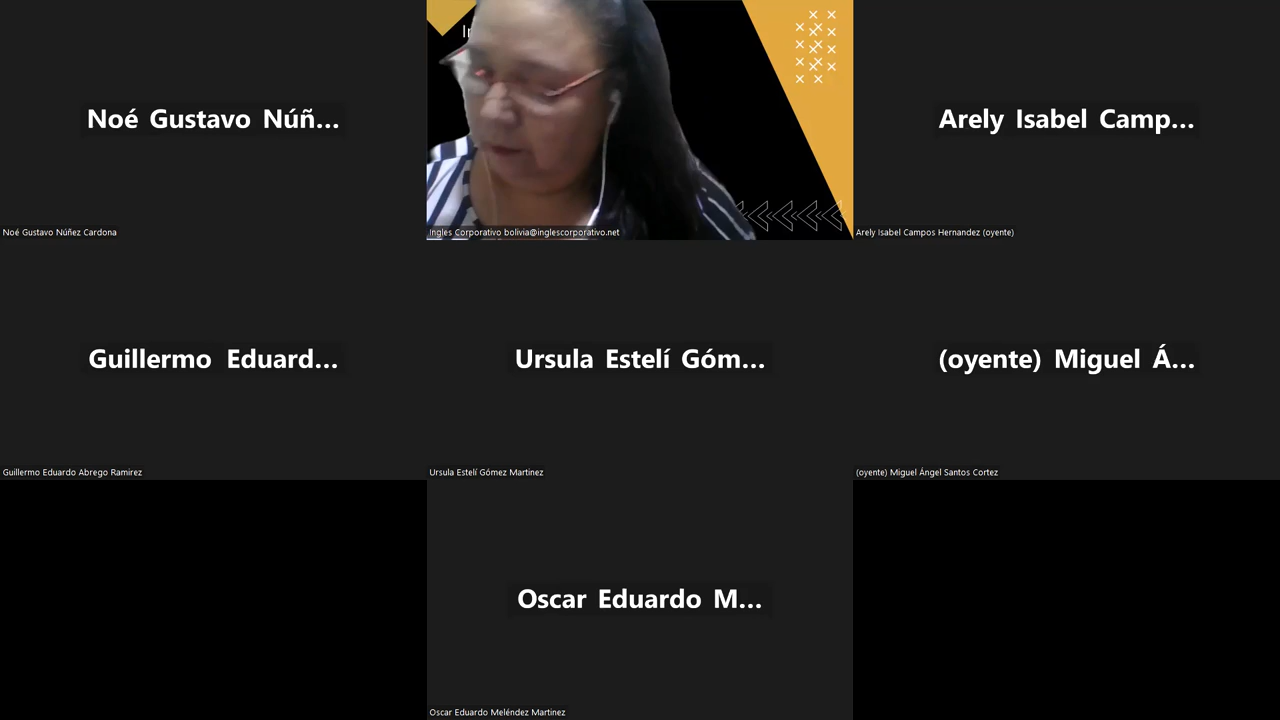 Noé Gustavo Núñ...
Noé Gustavo Núñez Cardona
Inglés Corporativo bolivia@inglescorporativo.net
Arely Isabel Camp...
Arely Isabel Campos Hernandez (oyente)
Guillermo Eduard...
Guillermo Eduardo Abrego Ramirez
Ursula Estelí Góm...
Ursula Estelí Gómez Martinez
(oyente) Miguel Á...
(oyente) Miguel Ángel Santos Cortez
Oscar Eduardo M...
Oscar Eduardo Meléndez Martinez